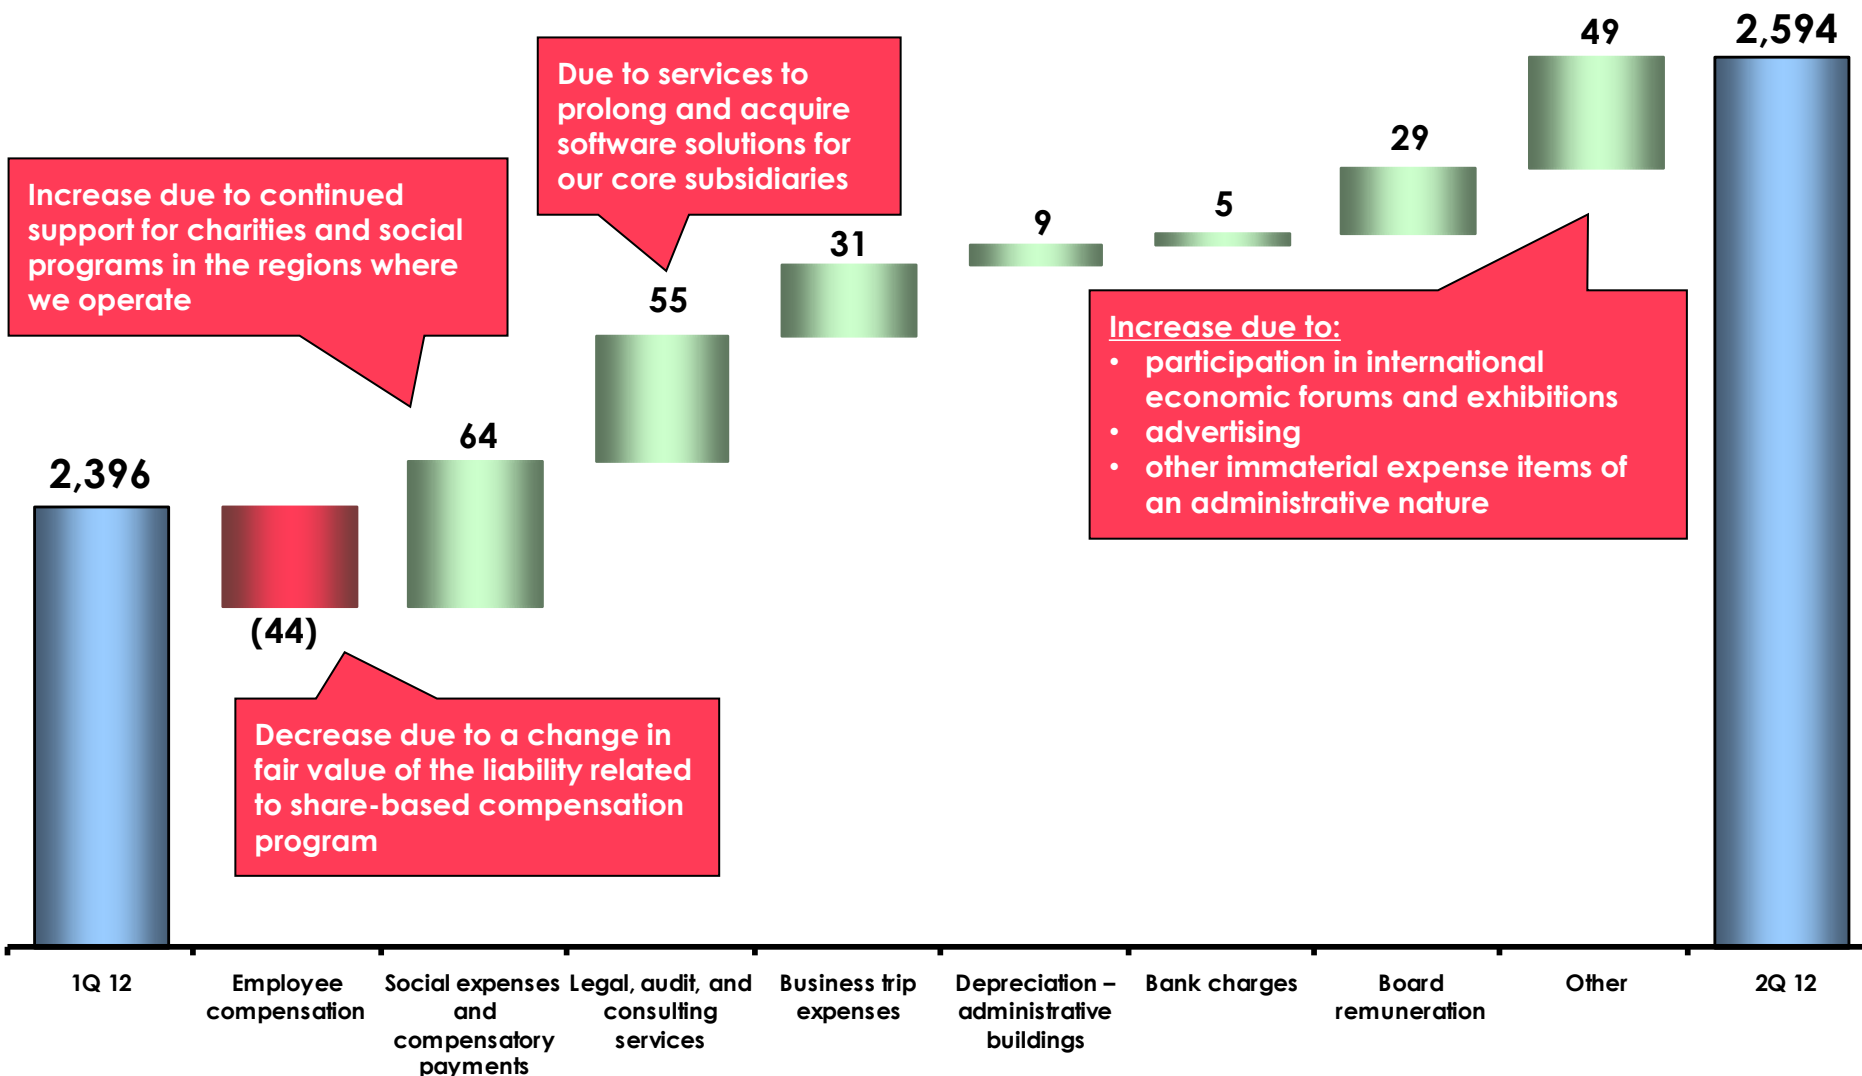 49
2,594
Due to services to
prolong and acquire
software solutions for
our core subsidiaries
29
Increase due to continued
support for charities and social
programs in the regions where
we operate
5
9
31
55
Increase due to:
• participation in international
economic forums and exhibitions
• advertising
• other immaterial expense items of
an administrative nature
64
2,396
(44)
Decrease due to a change in
fair value of the liability related
to share-based compensation
program
1Q 12
Employee
compensation
Social expenses
and
compensatory
payments
Legal, audit, and
consulting
services
Business trip
expenses
Depreciation –
administrative
buildings
Bank charges
Board
remuneration
Other
2Q 12